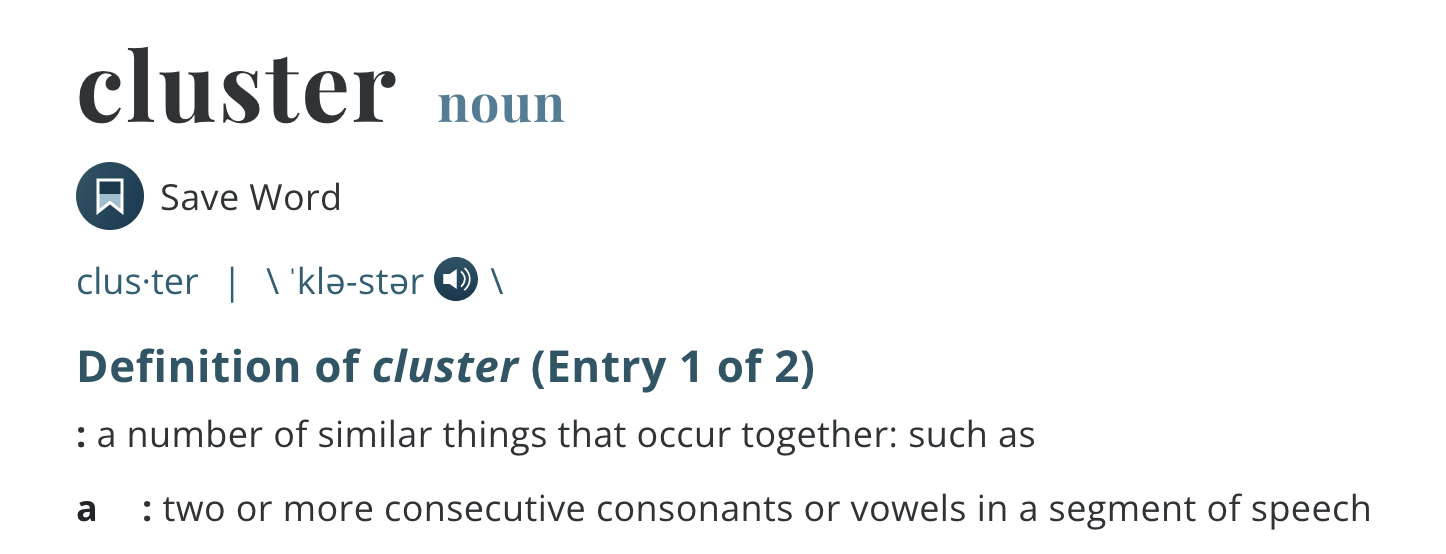 cluster noun
Save Word
clus·ter | \ ˈklə-stər \
Definition of cluster (Entry 1 of 2)
: a number of similar things that occur together: such as
a : two or more consecutive consonants or vowels in a segment of speech